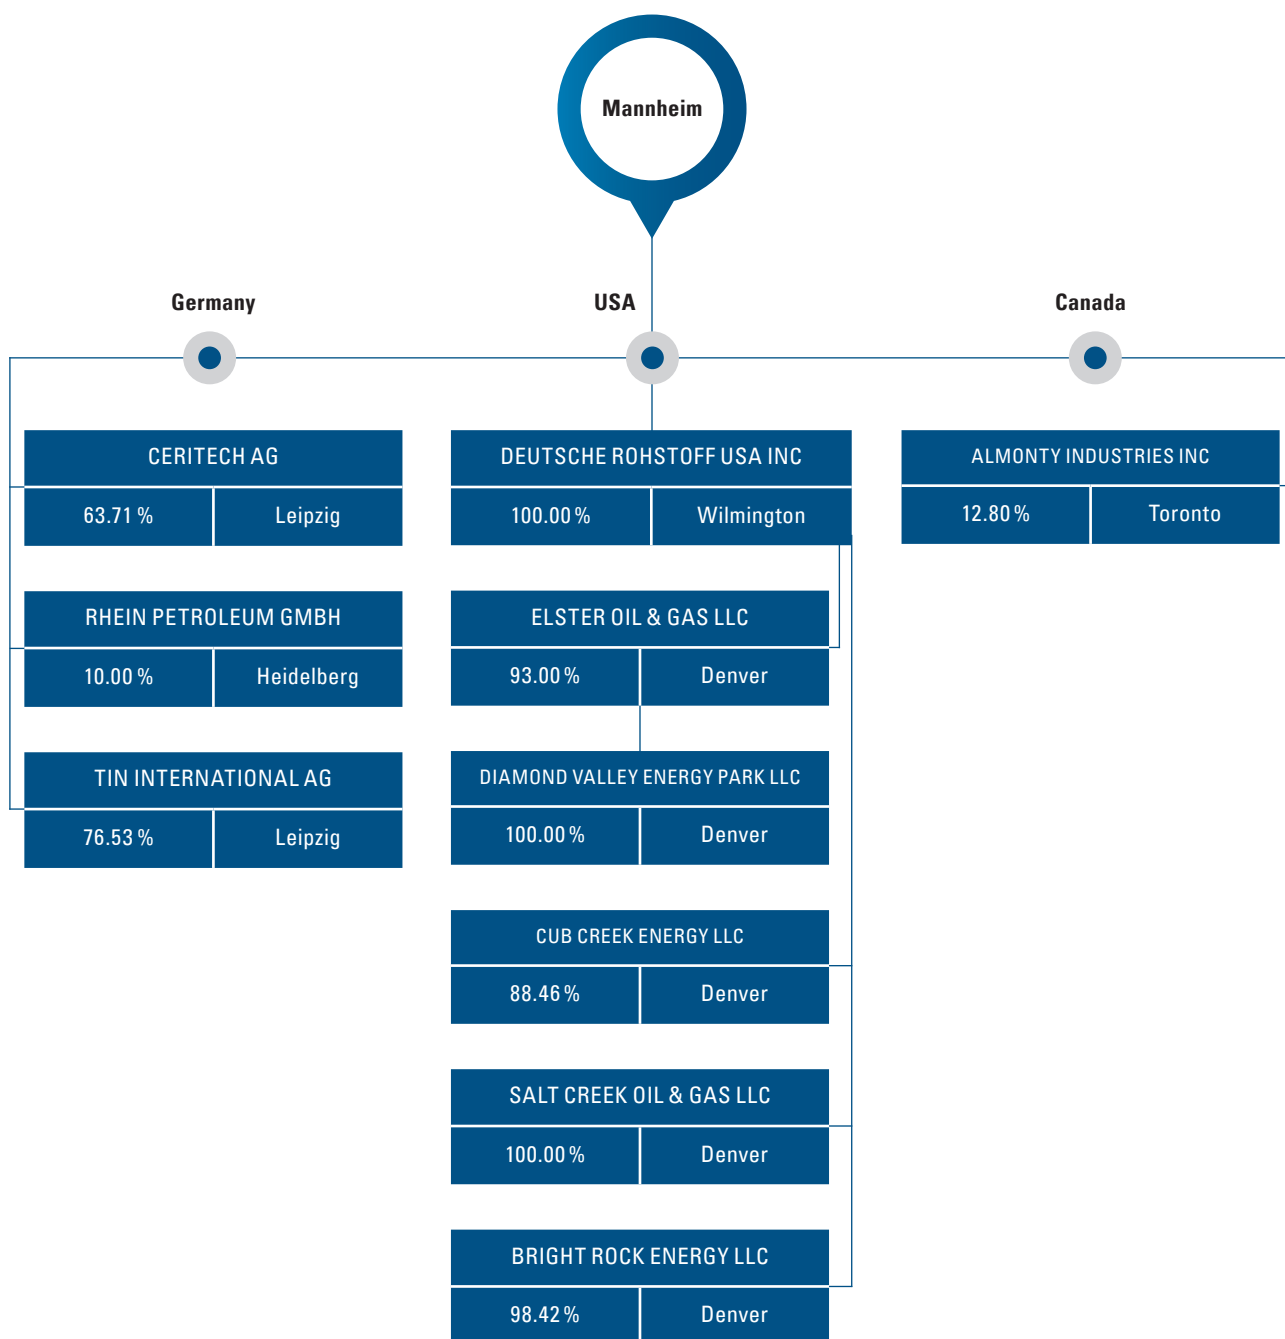 Mannheim
Germany
USA
Canada
CERITECH AG
63.71 %
Leipzig
RHEIN PETROLEUM GMBH
10.00 %
Heidelberg
TIN INTERNATIONAL AG
76.53 %
Leipzig
DEUTSCHE ROHSTOFF USA INC
100.00 %
Wilmington
ELSTER OIL & GAS LLC
93.00 %
Denver
DIAMOND VALLEY ENERGY PARK LLC
100.00 %
Denver
CUB CREEK ENERGY LLC
88.46 %
Denver
SALT CREEK OIL & GAS LLC
100.00 %
Denver
BRIGHT ROCK ENERGY LLC
98.42 %
Denver
ALMONTY INDUSTRIES INC
12.80 %
Toronto